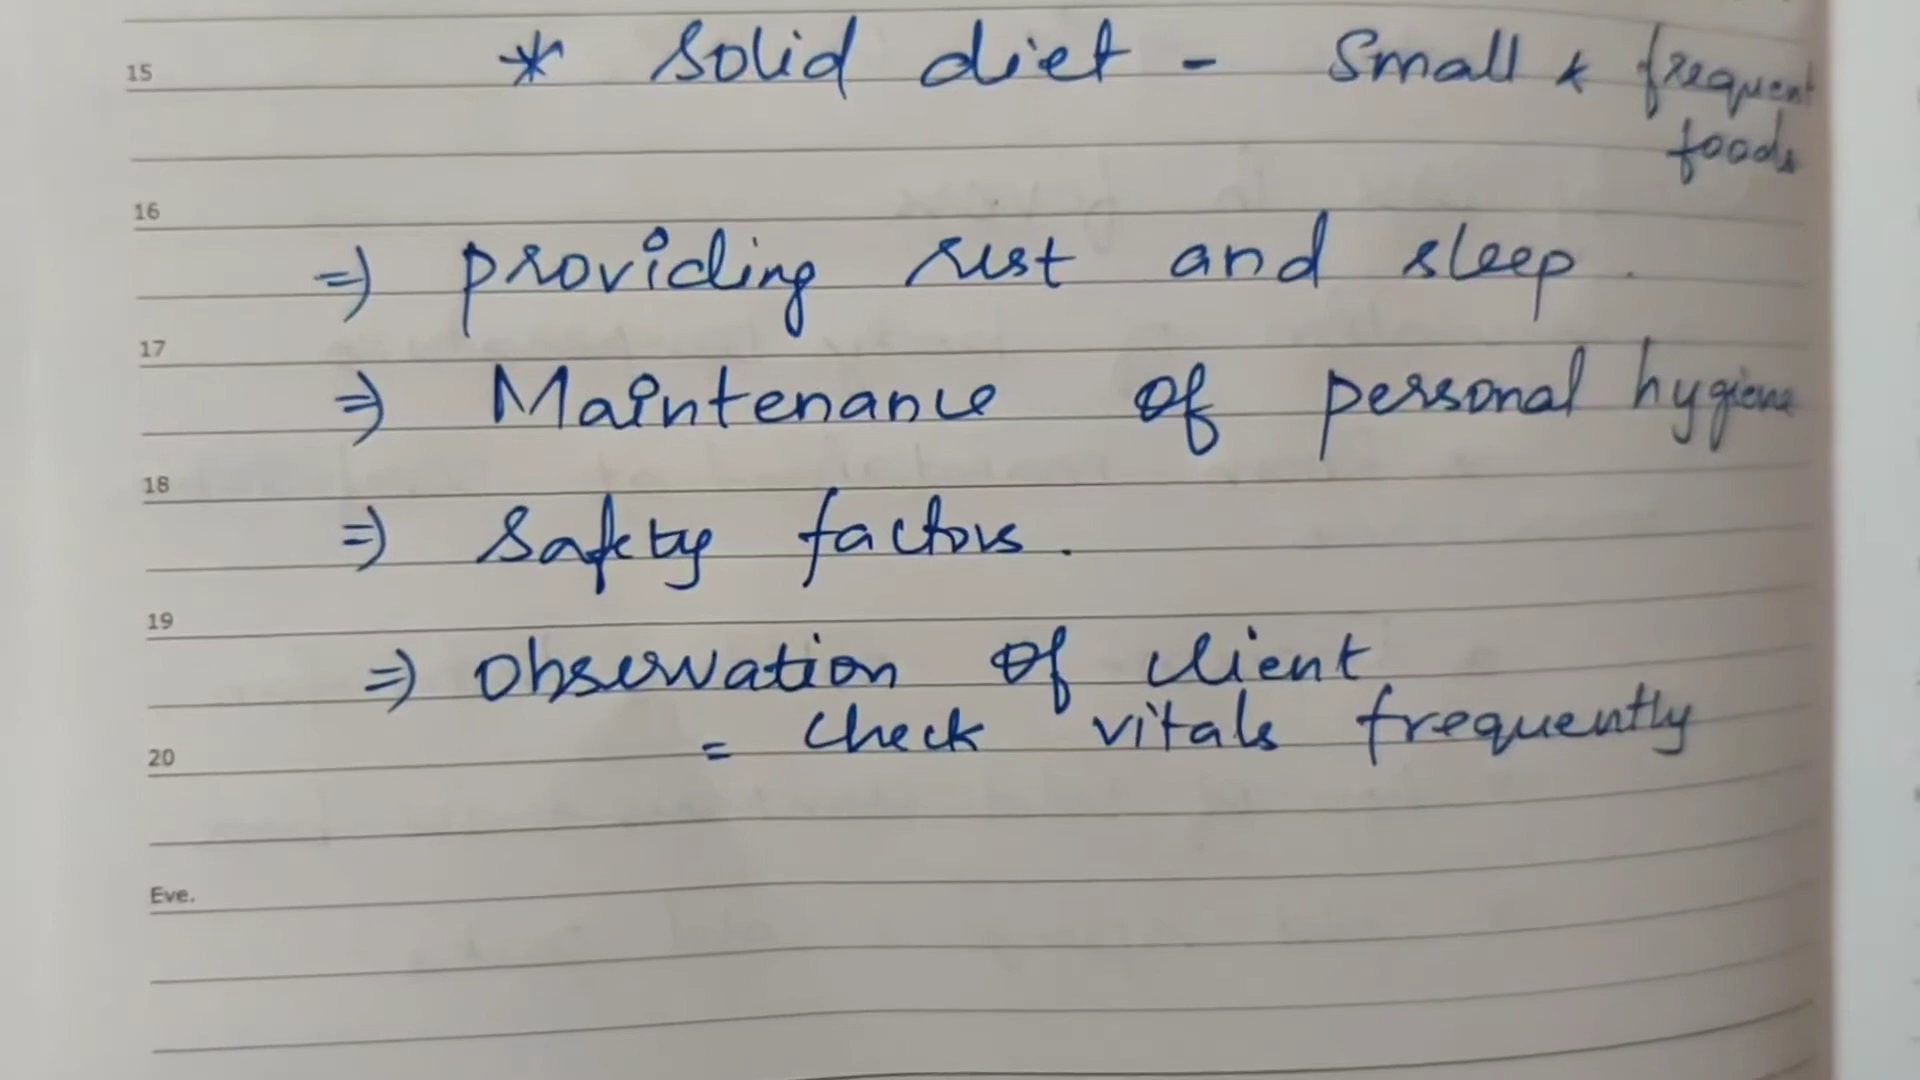 15 * Solid diet - Small & frequent
foods
16
⇒ providing rest and sleep.
17
⇒ Maintenance of personal hygiene
18
⇒ Safety factors.
19
⇒ Observation of client
= check vitals frequently
20
Eve.